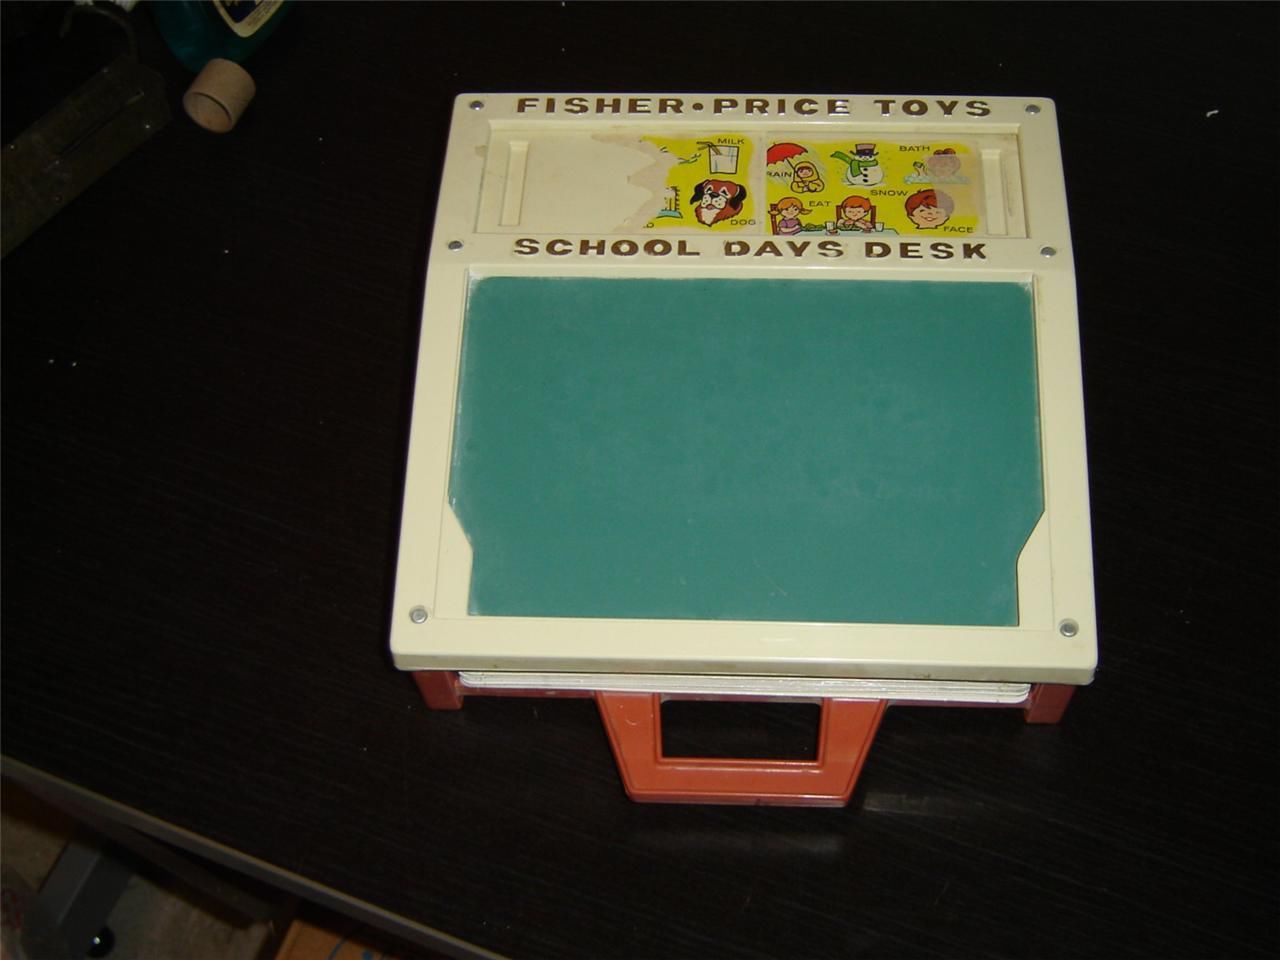 FISHER • PRICE TOYS
MILK
BATH
RAIN
SNOW
EAT
DOG
FACE
SCHOOL DAYS DESK